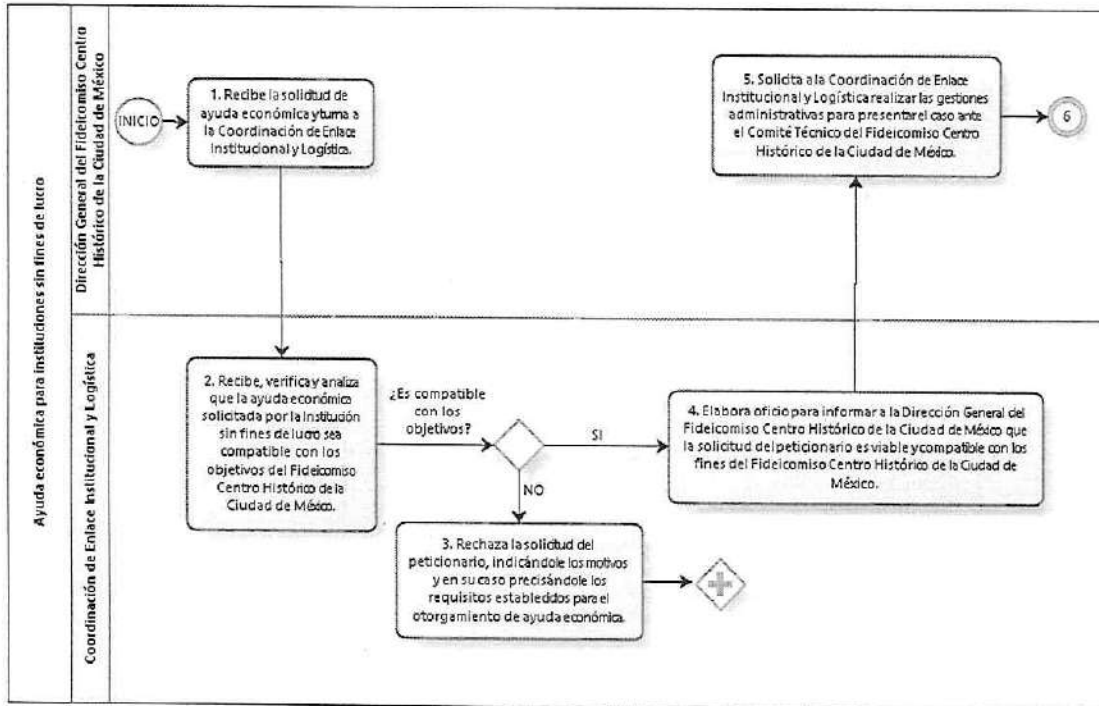 Ayuda económica para instituciones sin fines de lucro
Dirección General del Fideicomiso Centro
Histórico de la Ciudad de México
INICIO
1. Recibe la solicitud de
ayuda económica y turna a
la Coordinación de Enlace
Institucional y Logística.
5. Solicita a la Coordinación de Enlace
Institucional y Logística realizar las gestiones
administrativas para presentar el caso ante
el Comité Técnico del Fideicomiso Centro
Histórico de la Ciudad de México.
6
Coordinación de Enlace Institucional y Logística
2. Recibe, verifica y analiza
que la ayuda económica
solicitada por la Institución
sin fines de lucro sea
compatible con los
objetivos del Fideicomiso
Centro Histórico de la
Ciudad de México.
¿Es compatible
con los
objetivos?
SI
NO
4. Elabora oficio para informar a la Dirección General del
Fideicomiso Centro Histórico de la Ciudad de México que
la solicitud del peticionario es viable y compatible con los
fines del Fideicomiso Centro Histórico de la Ciudad de
México.
3. Rechaza la solicitud del
peticionario, indicándole los motivos
y en su caso precisándole los
requisitos establecidos para el
otorgamiento de ayuda económica.